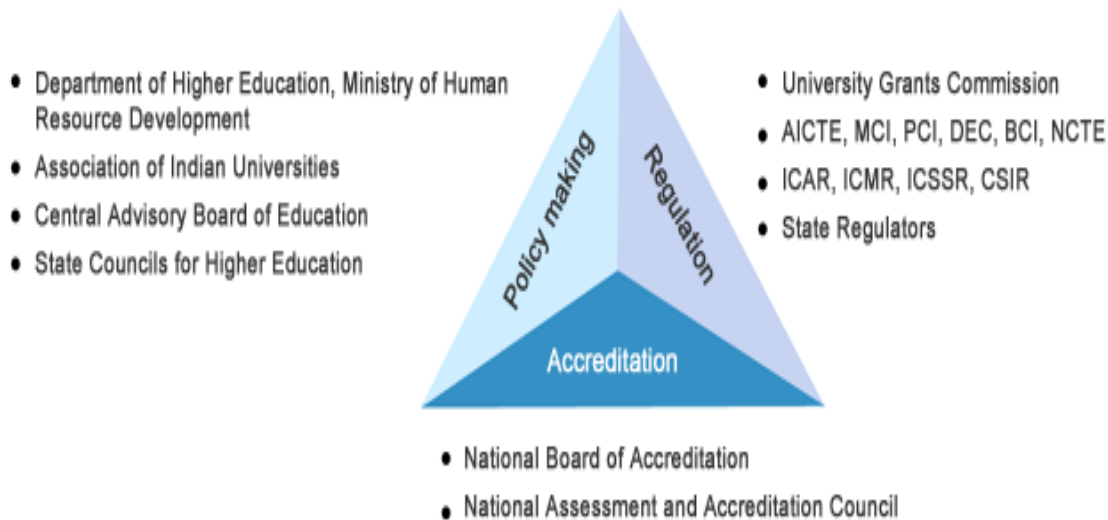 • Department of Higher Education, Ministry of Human
Resource Development
• Association of Indian Universities
• Central Advisory Board of Education
• State Councils for Higher Education
Policy making
Regulation
Accreditation
• University Grants Commission
• AICTE, MCI, PCI, DEC, BCI, NCTE
• ICAR, ICMR, ICSSR, CSIR
• State Regulators
• National Board of Accreditation
• National Assessment and Accreditation Council